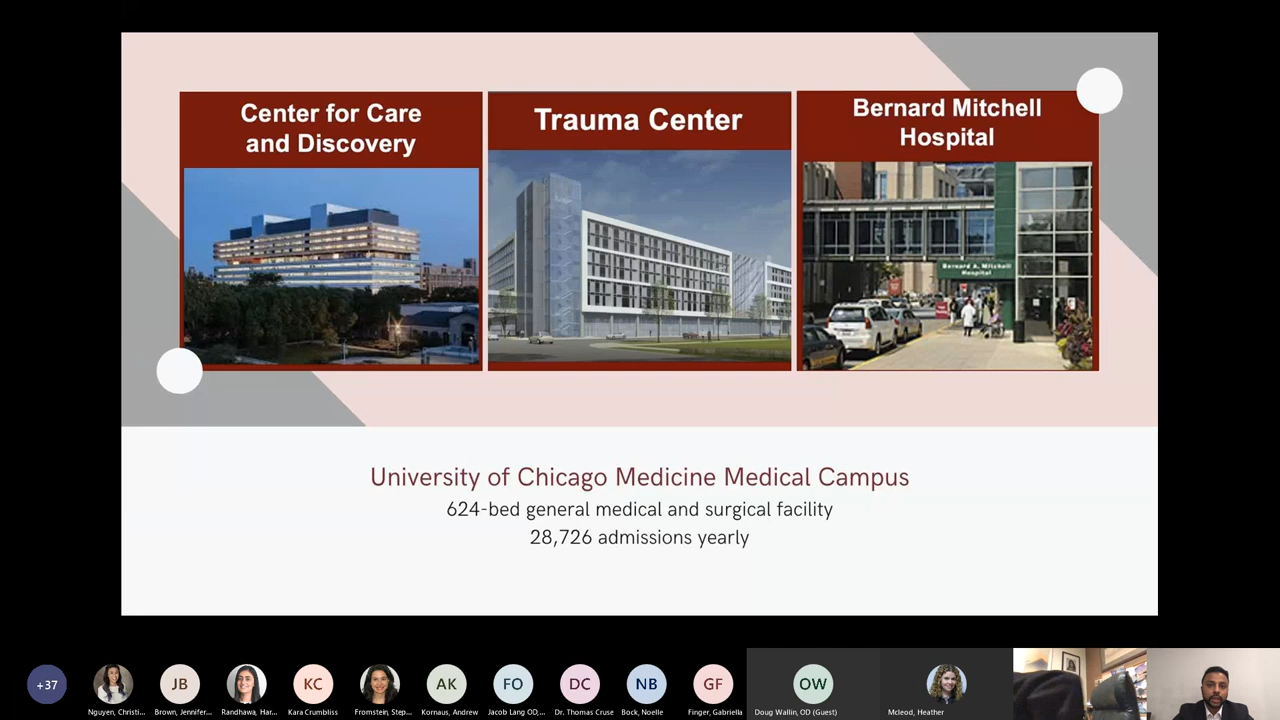 Center for Care
and Discovery
Trauma Center
Bernard Mitchell
Hospital
Bernard A. Mitchell
Hospital
University of Chicago Medicine Medical Campus
624-bed general medical and surgical facility
28,726 admissions yearly
+37
JB
KC
AK
FO
DC
NB
GF
OW
Nguyen, Christi...
Brown, Jennifer...
Randhawa, Har...
Kara Crumbliss
Fromstein, Step...
Kornaus, Andrew
Jacob Lang OD,...
Dr. Thomas Cruse
Bock, Noelle
Finger, Gabriella
Doug Wallin, OD (Guest)
Mcleod, Heather